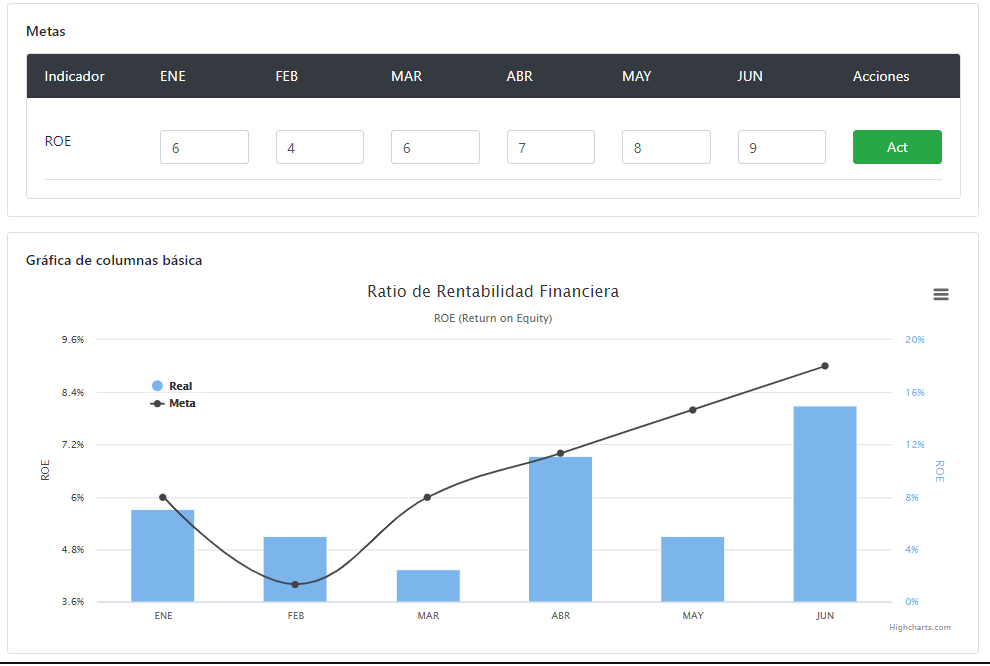 Metas
Indicador ENE FEB MAR ABR MAY JUN Acciones
ROE 6 4 6 7 8 9 Act
Gráfica de columnas básica
Ratio de Rentabilidad Financiera
ROE (Return on Equity)
9.6% 20%
Real
8.4% 16%
Meta
7.2% 12%
ROE ROE
6% 8%
4.8% 4%
3.6% 0%
ENE FEB MAR ABR MAY JUN
Highcharts.com